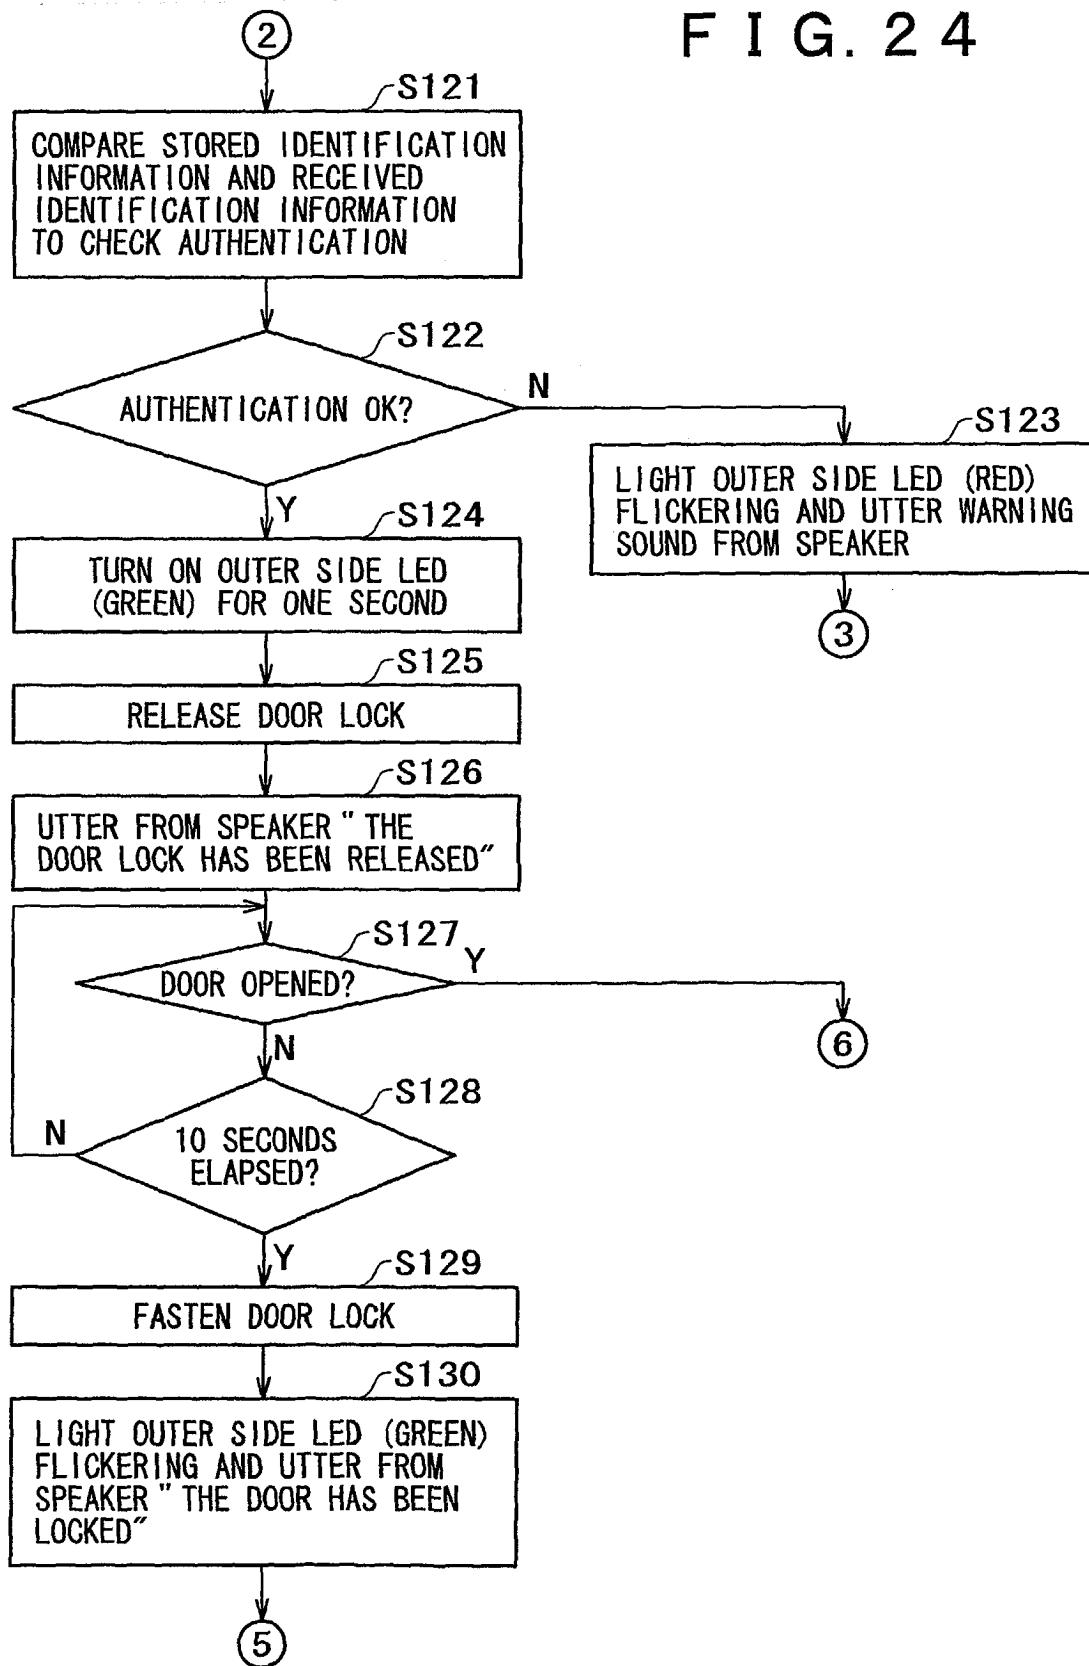 FIG. 24
2
S121
COMPARE STORED IDENTIFICATION
INFORMATION AND RECEIVED
IDENTIFICATION INFORMATION
TO CHECK AUTHENTICATION
S122
AUTHENTICATION OK?
N
Y
S123
LIGHT OUTER SIDE LED (RED)
FLICKERING AND UTTER WARNING
SOUND FROM SPEAKER
3
S124
TURN ON OUTER SIDE LED
(GREEN) FOR ONE SECOND
S125
RELEASE DOOR LOCK
S126
UTTER FROM SPEAKER " THE
DOOR LOCK HAS BEEN RELEASED"
S127
DOOR OPENED?
Y
6
N
S128
10 SECONDS
ELAPSED?
N
Y
S129
FASTEN DOOR LOCK
S130
LIGHT OUTER SIDE LED (GREEN)
FLICKERING AND UTTER FROM
SPEAKER " THE DOOR HAS BEEN
LOCKED"
5